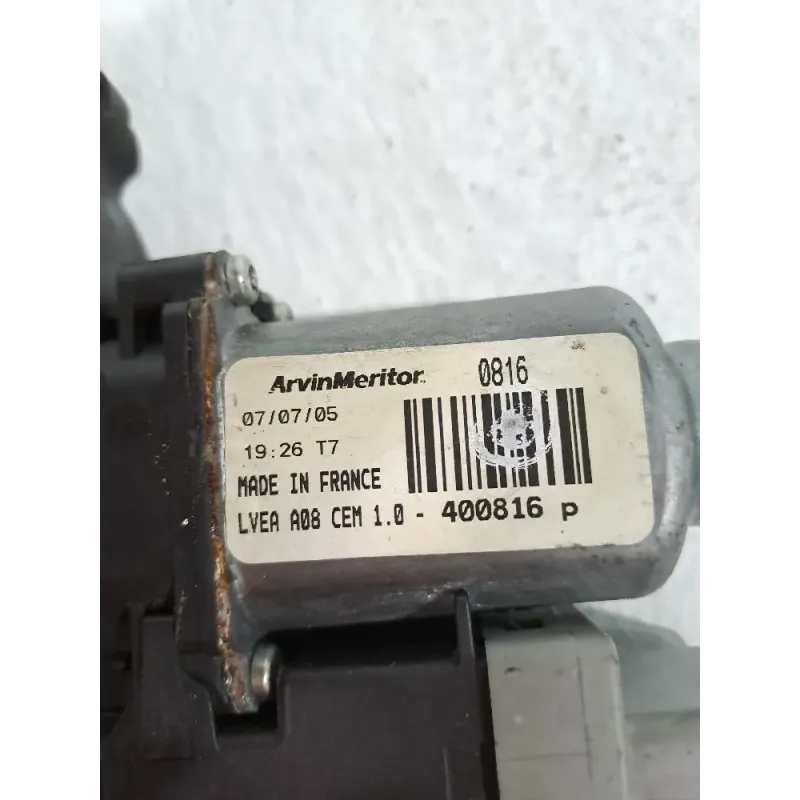 ArvinMeritor 0816
07/07/05
19:26 T7
MADE IN FRANCE
LVEA A08 CEM 1.0 - 400816 p